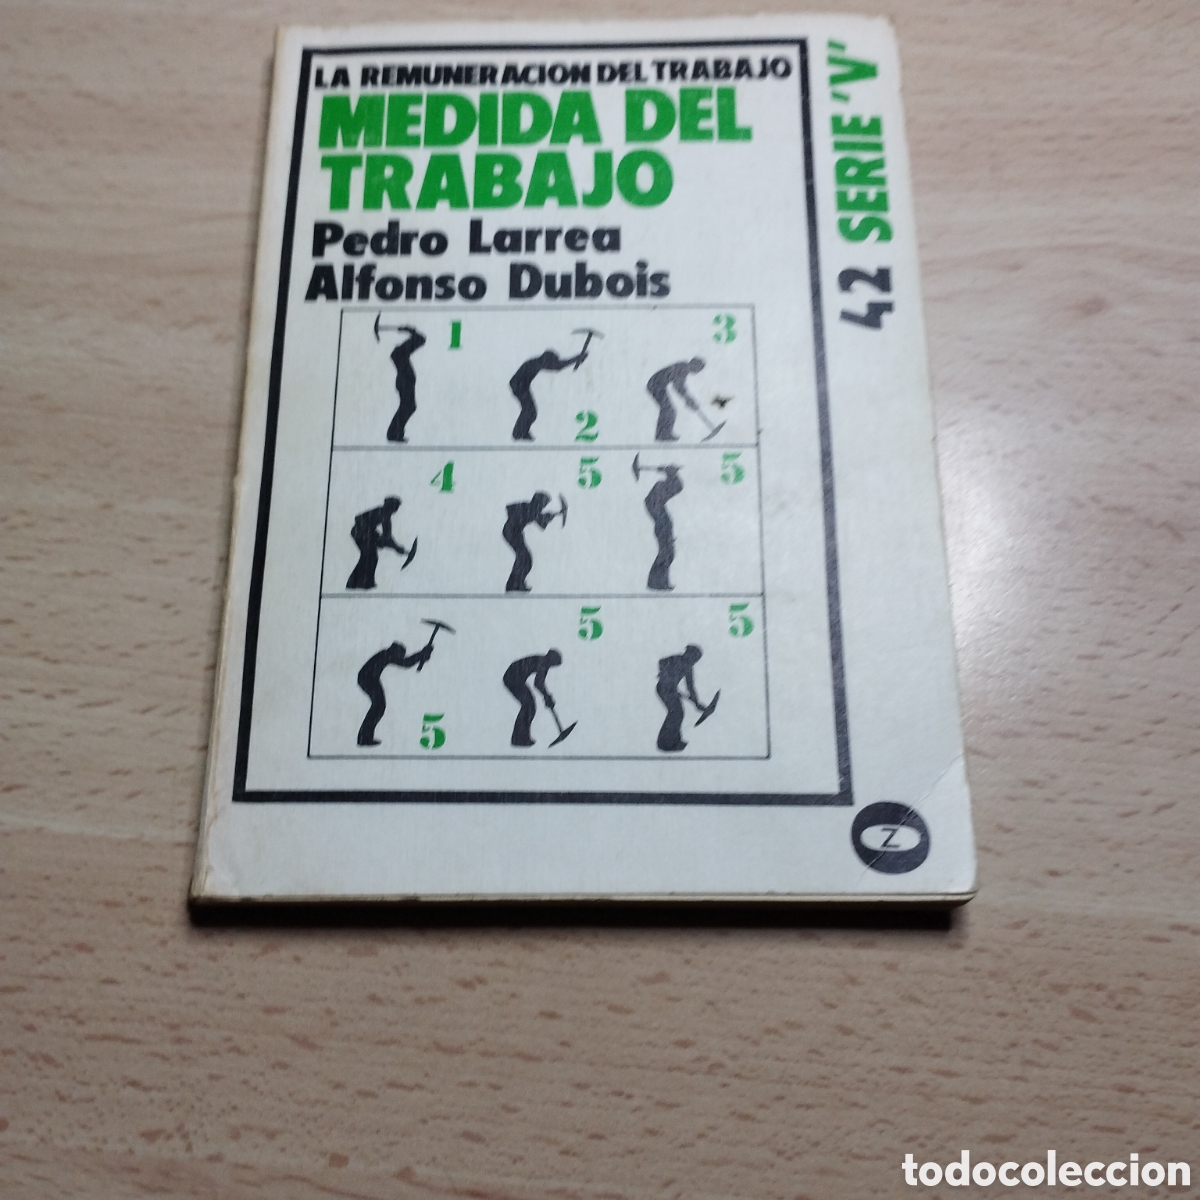 LA REMUNERACION DEL TRABAJO
MEDIDA DEL
TRABAJO
Pedro Larrea
Alfonso Dubois
42 SERIE 'V'
1
2
3
4
5
5
5
5
5
Z
todocoleccion